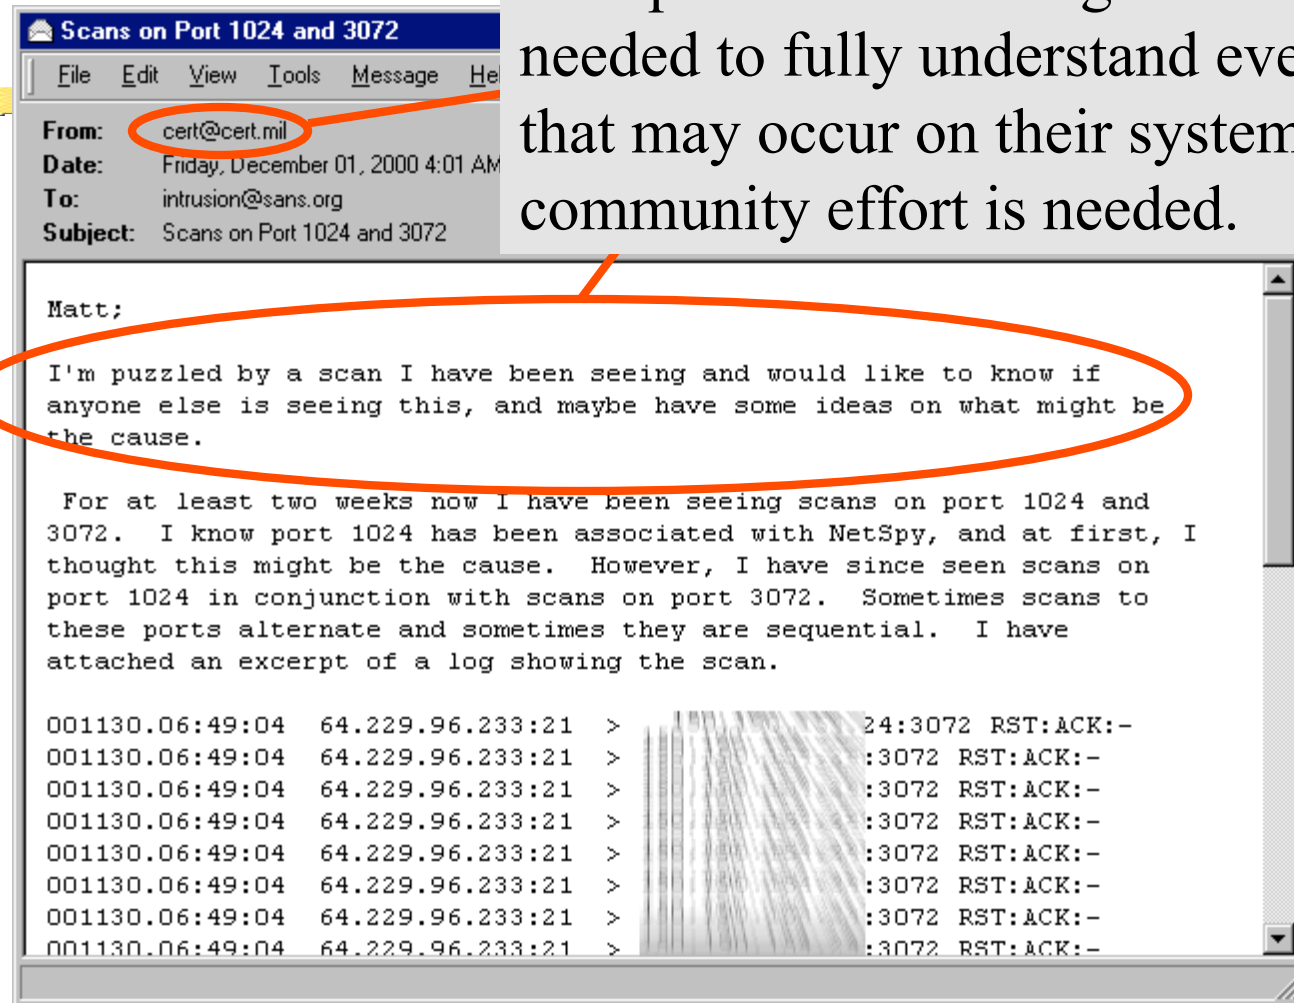 Scans on Port 1024 and 3072
File Edit View Tools Message
needed to fully understand
that may occur on their
community effort is needed.
From: cert@cert.mil
Date: Friday, December 01, 2000 4:01 AM
To: intrusion@sans.org
Subject: Scans on Port 1024 and 3072
Matt;
I'm puzzled by a scan I have been seeing and would like to know if
anyone else is seeing this, and maybe have some ideas on what might be
the cause.
For at least two weeks now I have been seeing scans on port 1024 and
3072. I know port 1024 has been associated with NetSpy, and at first, I
thought this might be the cause. However, I have since seen scans on
port 1024 in conjunction with scans on port 3072. Sometimes scans to
these ports alternate and sometimes they are sequential. I have
attached an excerpt of a log showing the scan.
001130.06:49:04 64.229.96.233:21 > 24:3072 RST:ACK:-
001130.06:49:04 64.229.96.233:21 > :3072 RST:ACK:-
001130.06:49:04 64.229.96.233:21 > :3072 RST:ACK:-
001130.06:49:04 64.229.96.233:21 > :3072 RST:ACK:-
001130.06:49:04 64.229.96.233:21 > :3072 RST:ACK:-
001130.06:49:04 64.229.96.233:21 > :3072 RST:ACK:-
001130.06:49:04 64.229.96.233:21 > :3072 RST:ACK:-
001130.06:49:04 64.229.96.233:21 > :3072 RST:ACK:-